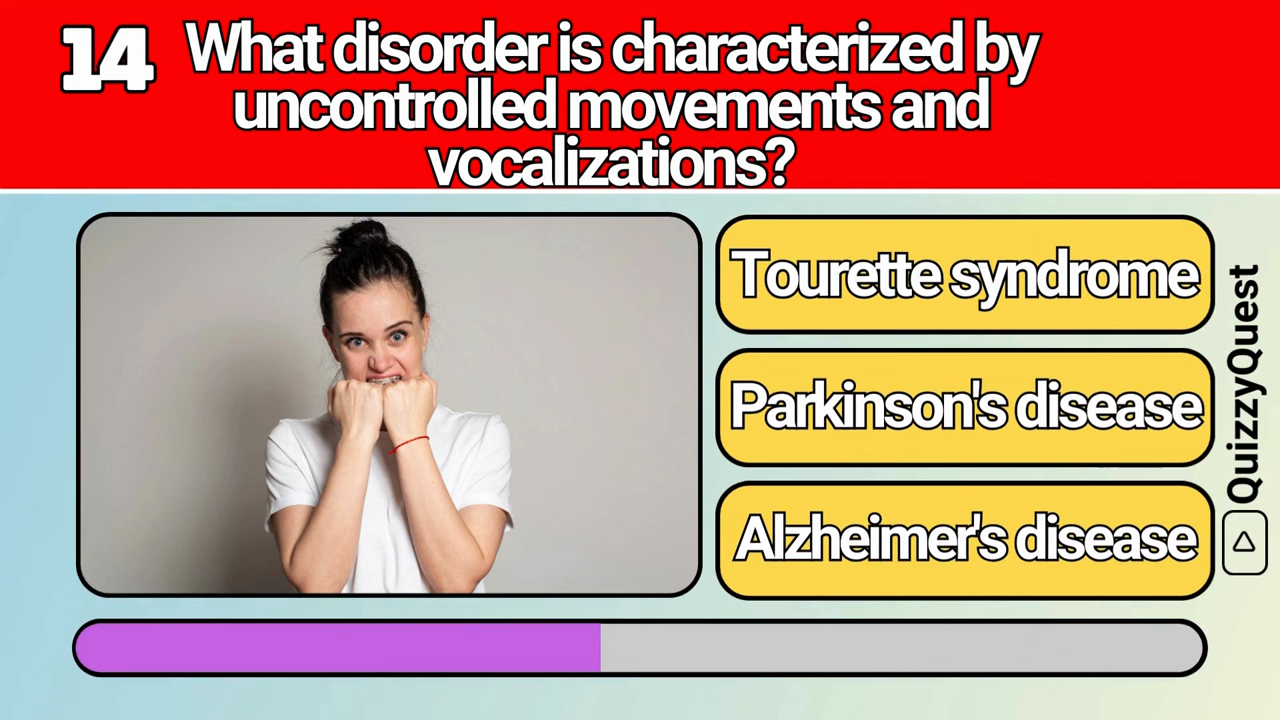 14
What disorder is characterized by
uncontrolled movements and
vocalizations?
Tourette syndrome
Parkinson's disease
Alzheimer's disease
QuizzyQuest